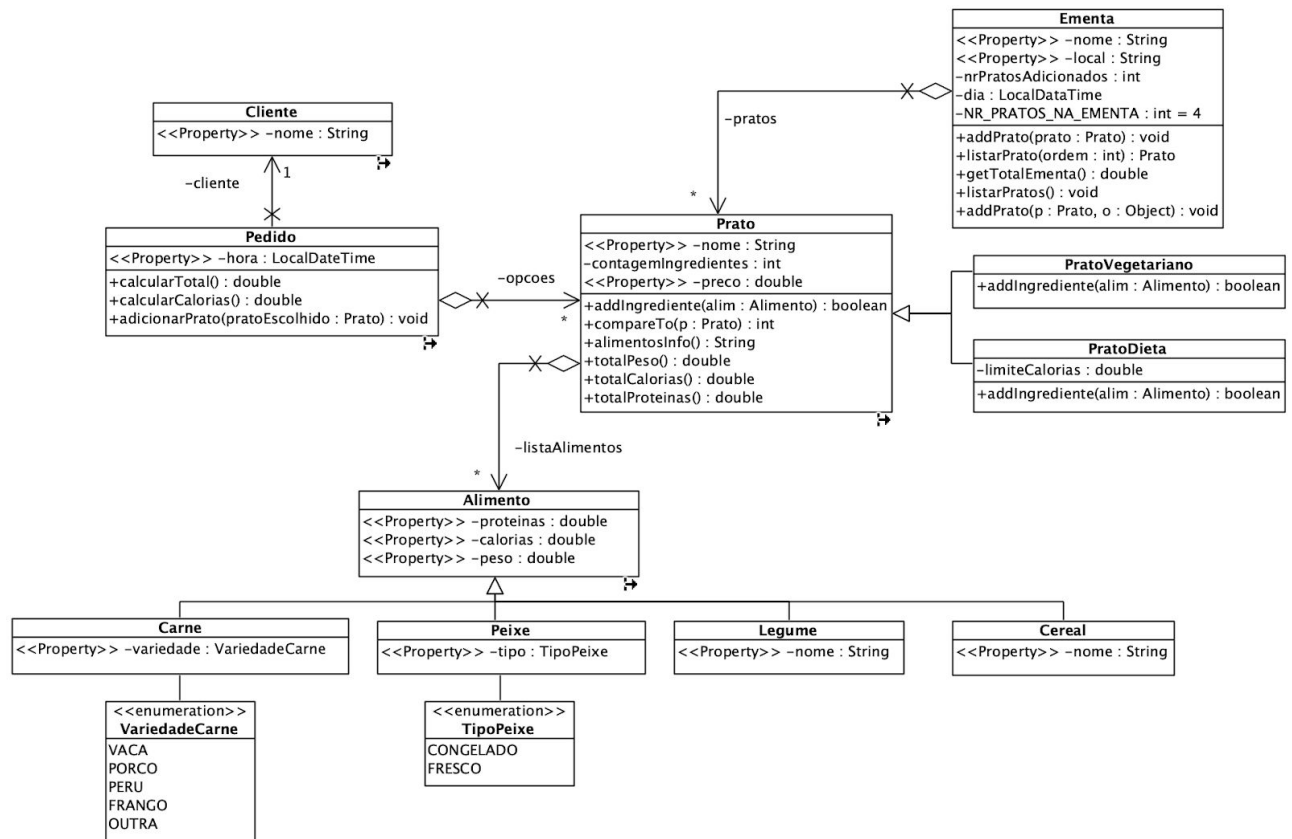 Ementa
<<Property>> -nome : String
<<Property>> -local : String
-nrPratosAdicionados : int
-dia : LocalDataTime
-NR_PRATOS_NA_EMENTA : int = 4
+addPrato(prato : Prato) : void
+listarPrato(ordem : int) : Prato
+getTotalEmenta() : double
+listarPratos() : void
+addPrato(p : Prato, o : Object) : void
-pratos
*
Cliente
<<Property>> -nome : String
1
-cliente
Pedido
<<Property>> -hora : LocalDateTime
+calcularTotal() : double
+calcularCalorias() : double
+adicionarPrato(pratoEscolhido : Prato) : void
-opcoes
*
Prato
<<Property>> -nome : String
-contagemIngredientes : int
<<Property>> -preco : double
+addIngrediente(alim : Alimento) : boolean
+compareTo(p : Prato) : int
+alimentosInfo() : String
+totalPeso() : double
+totalCalorias() : double
+totalProteinas() : double
PratoVegetariano
+addIngrediente(alim : Alimento) : boolean
PratoDieta
-limiteCalorias : double
+addIngrediente(alim : Alimento) : boolean
-listaAlimentos
*
Alimento
<<Property>> -proteinas : double
<<Property>> -calorias : double
<<Property>> -peso : double
Carne
<<Property>> -variedade : VariedadeCarne
Peixe
<<Property>> -tipo : TipoPeixe
Legume
<<Property>> -nome : String
Cereal
<<Property>> -nome : String
<<enumeration>>
VariedadeCarne
VACA
PORCO
PERU
FRANGO
OUTRA
<<enumeration>>
TipoPeixe
CONGELADO
FRESCO